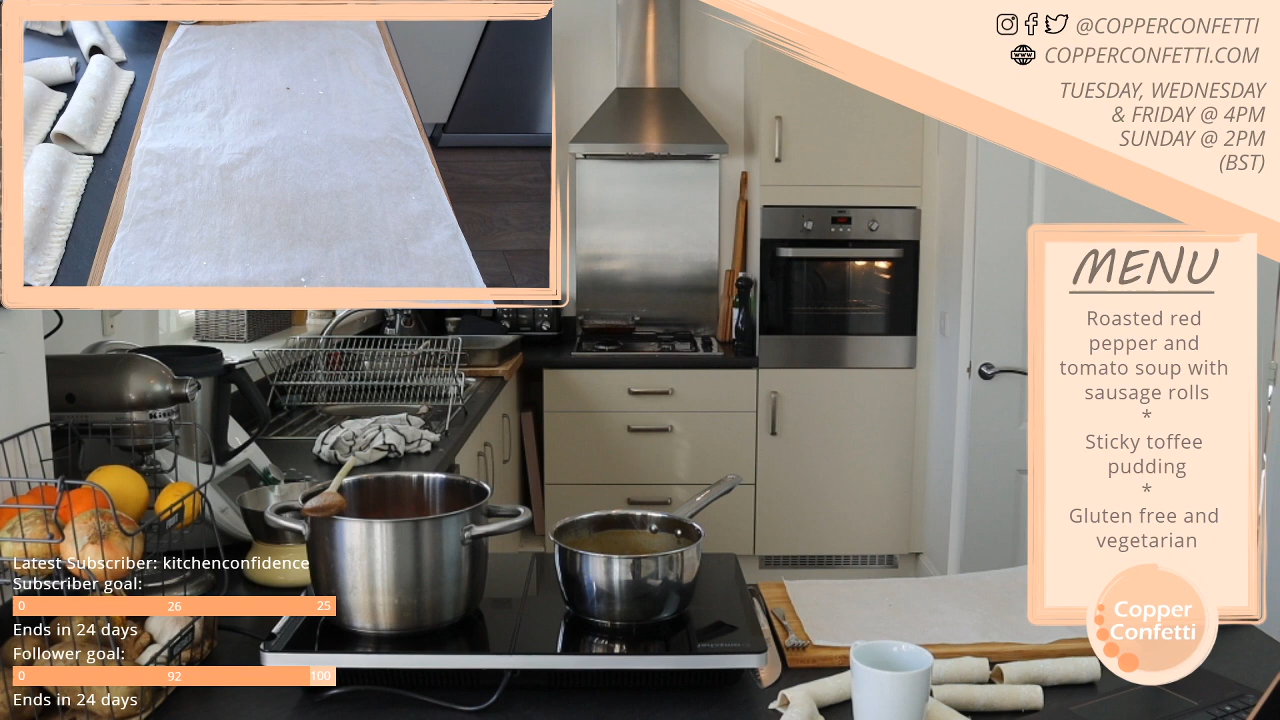 @COPPERCONFETTI
COPPERCONFETTI.COM
TUESDAY, WEDNESDAY
& FRIDAY @ 4PM
SUNDAY @ 2PM
(BST)
MENU
Roasted red
pepper and
tomato soup with
sausage rolls
*
Sticky toffee
pudding
*
Gluten free and
vegetarian
Copper
Confetti
KitchenAid
Latest Subscriber: kitchenconfidence
Subscriber goal:
0 26 25
Ends in 24 days
Follower goal:
0 92 100
Ends in 24 days